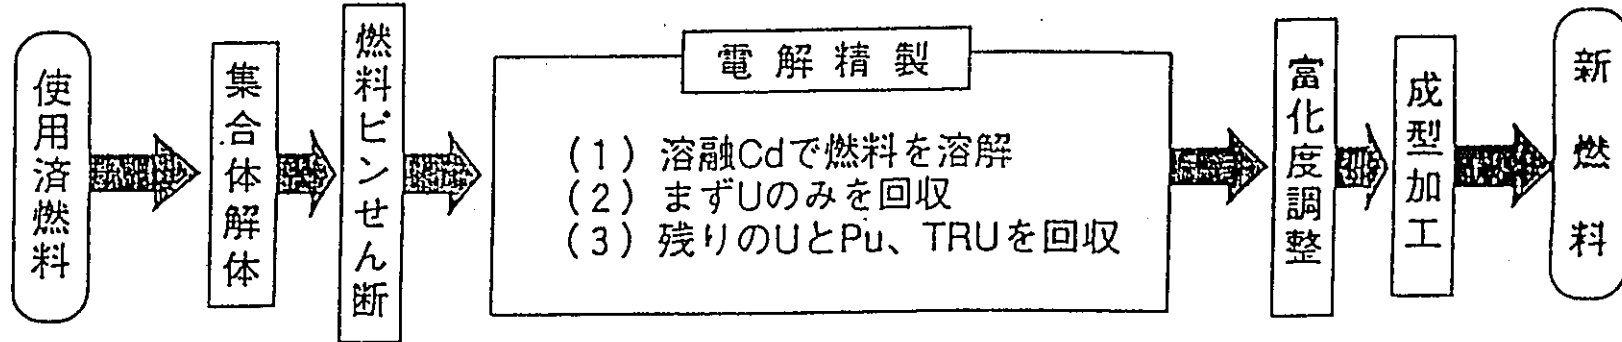 使用済燃料
集合体解体
燃料ピンせん断
電解精製
(1) 溶融Cdで燃料を溶解
(2) まずUのみを回収
(3) 残りのUとPu、TRUを回収
富化度調整
成型加工
新燃料